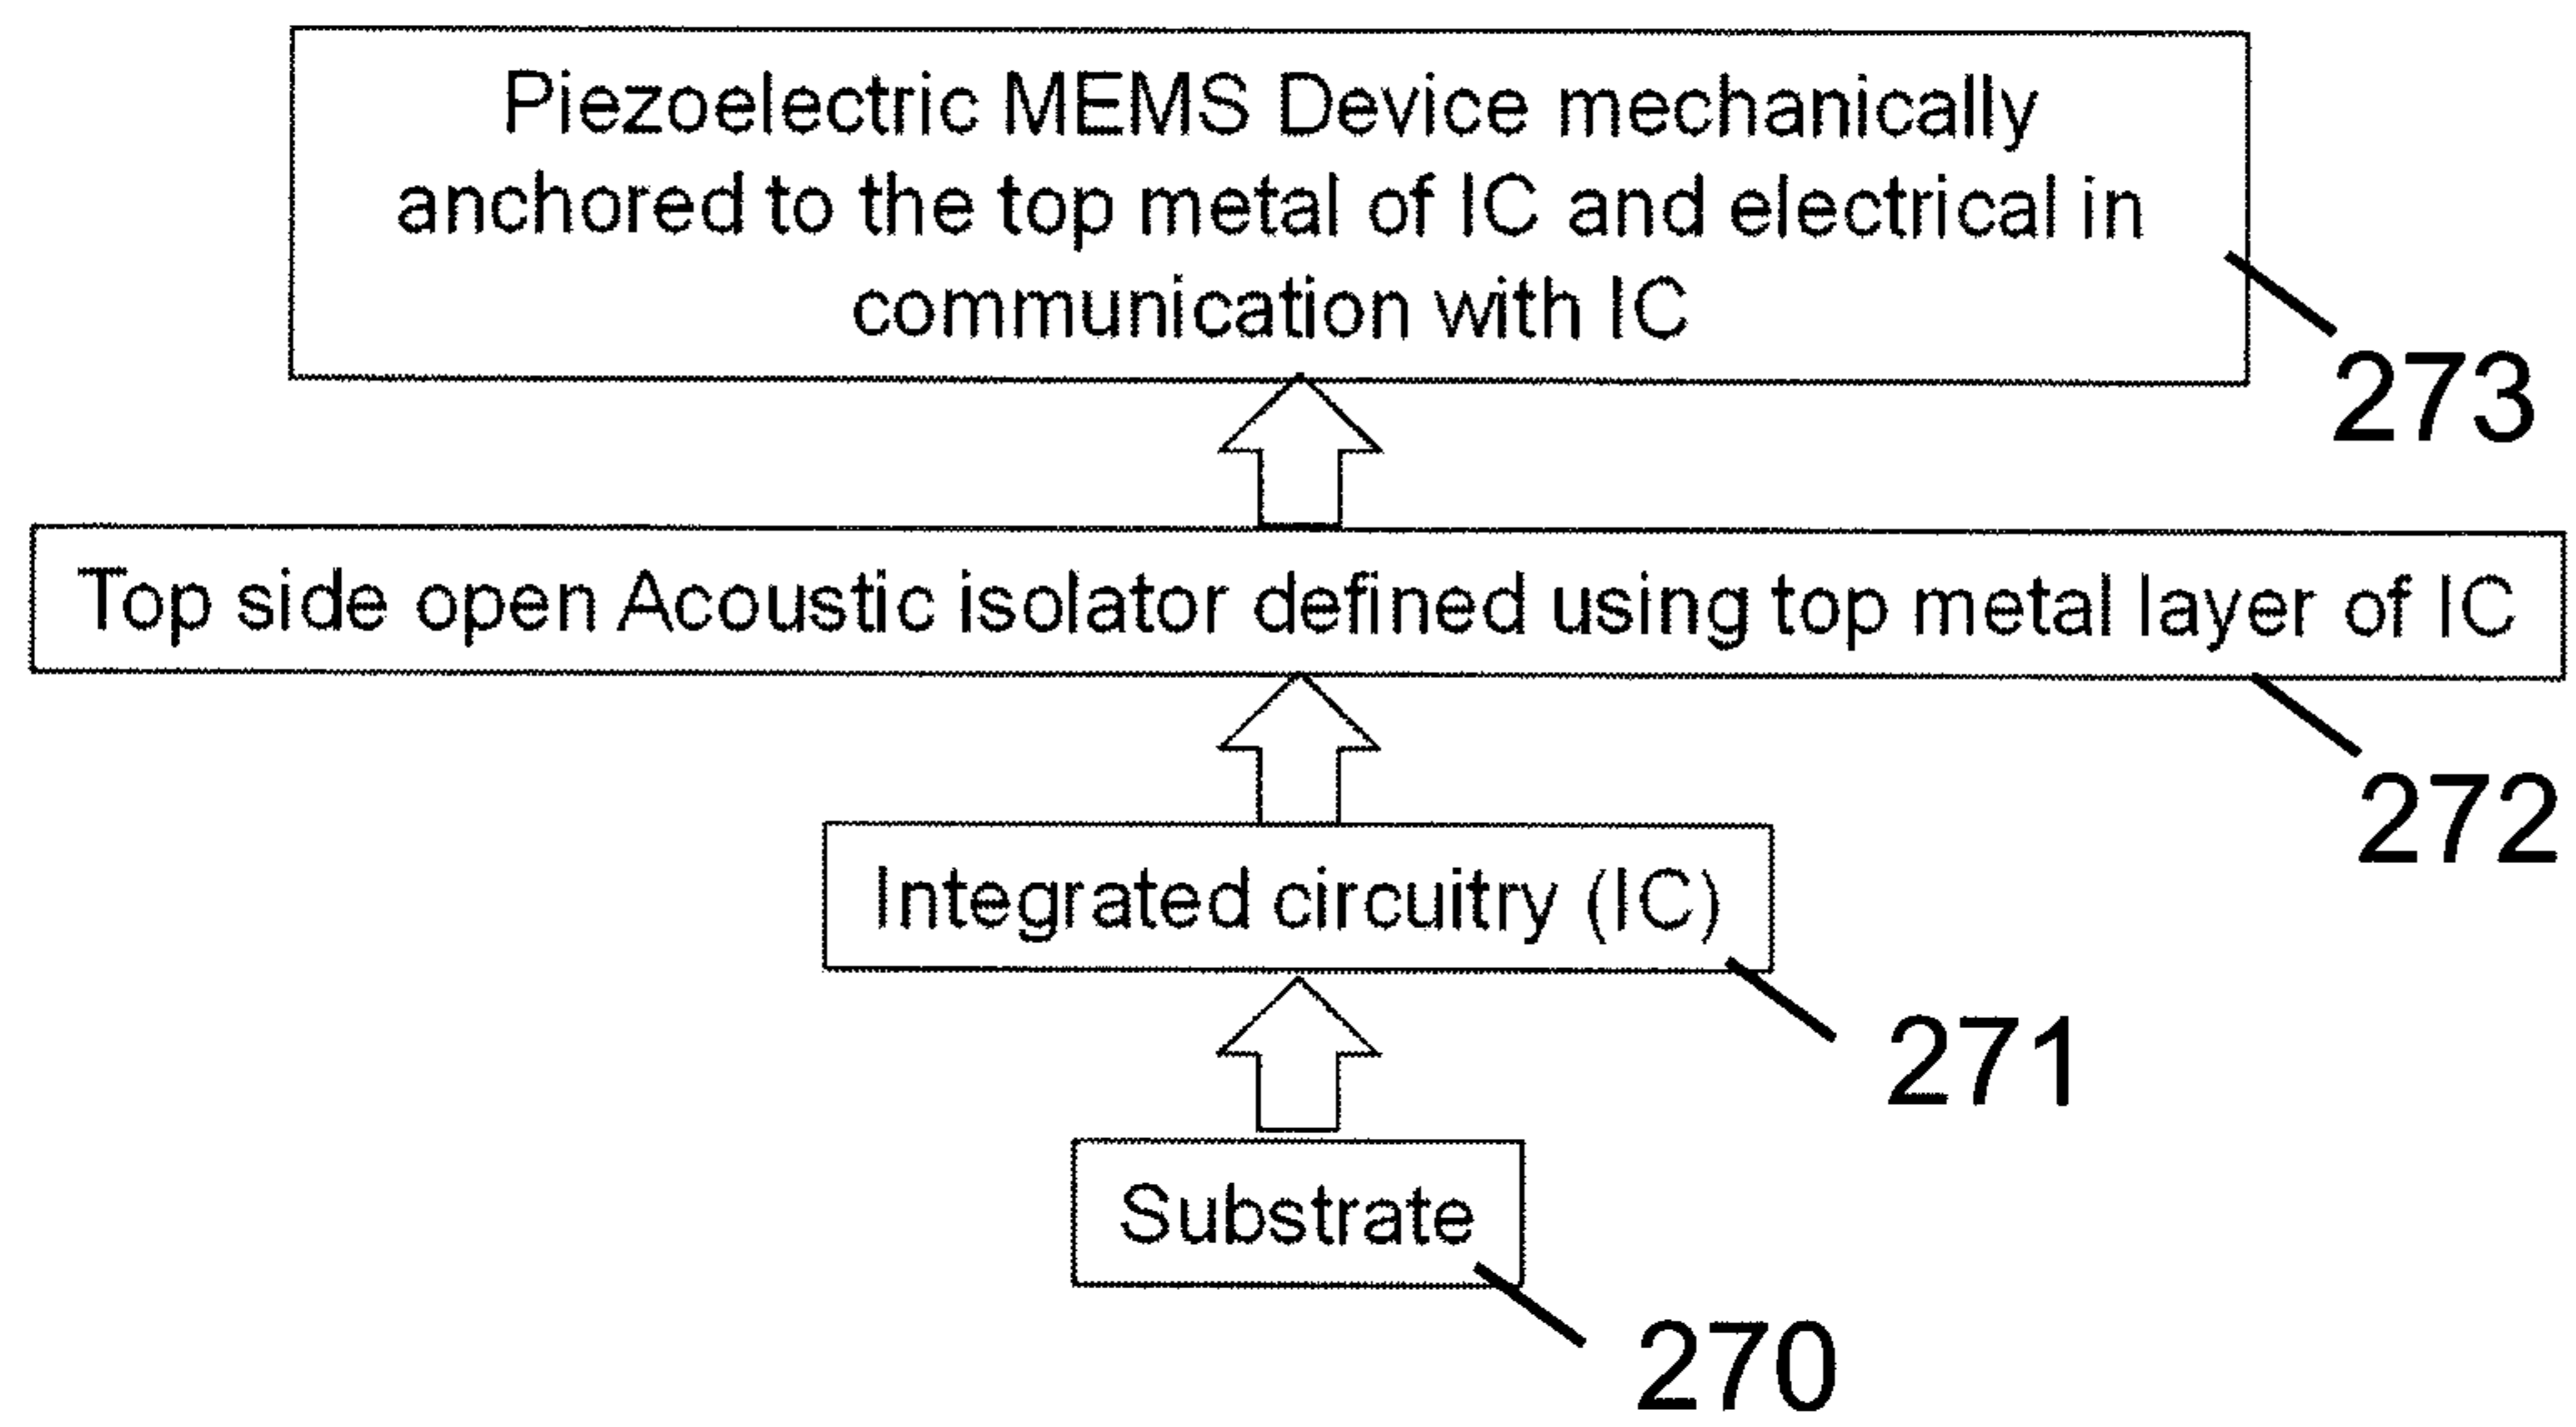 Piezoelectric MEMS Device mechanically
anchored to the top metal of IC and electrical in
communication with IC
273
Top side open Acoustic isolator defined using top metal layer of IC
272
Integrated circuitry (IC)
271
Substrate
270